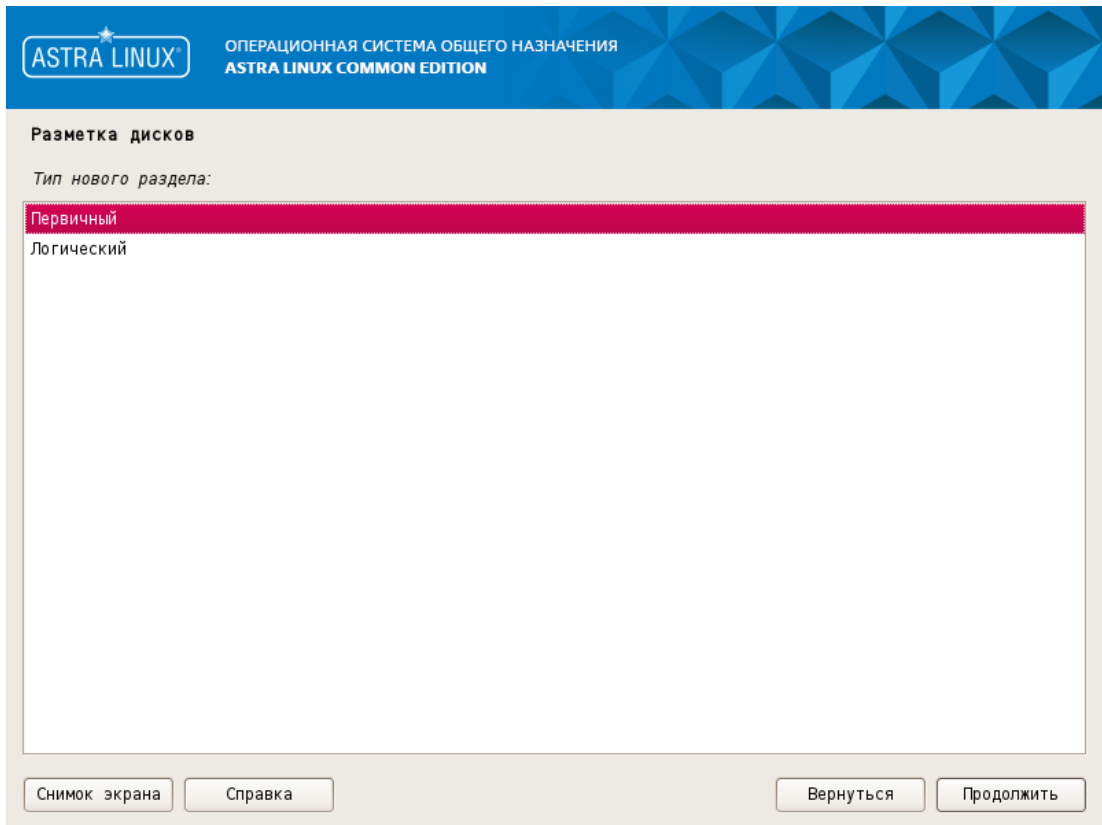 ASTRA LINUX®
ОПЕРАЦИОННАЯ СИСТЕМА ОБЩЕГО НАЗНАЧЕНИЯ
ASTRA LINUX COMMON EDITION
Разметка дисков
Тип нового раздела:
Первичный
Логический
Снимок экрана
Справка
Вернуться
Продолжить